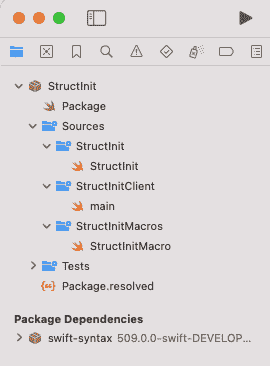 StructInit
Package
Sources
StructInit
StructInit
StructInitClient
main
StructInitMacros
StructInitMacro
Tests
Package.resolved
Package Dependencies
swift-syntax 509.0.0-swift-DEVELOP...